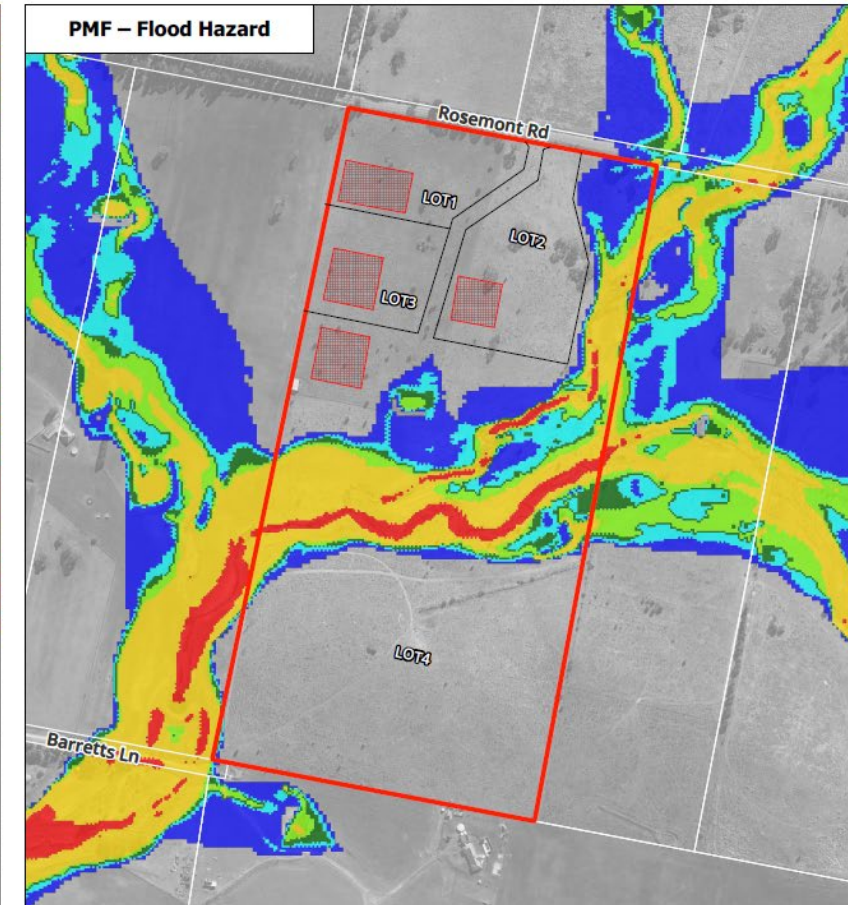 PMF – Flood Hazard
Rosemont Rd
LOT1
LOT2
LOT3
LOT4
Barretts Ln